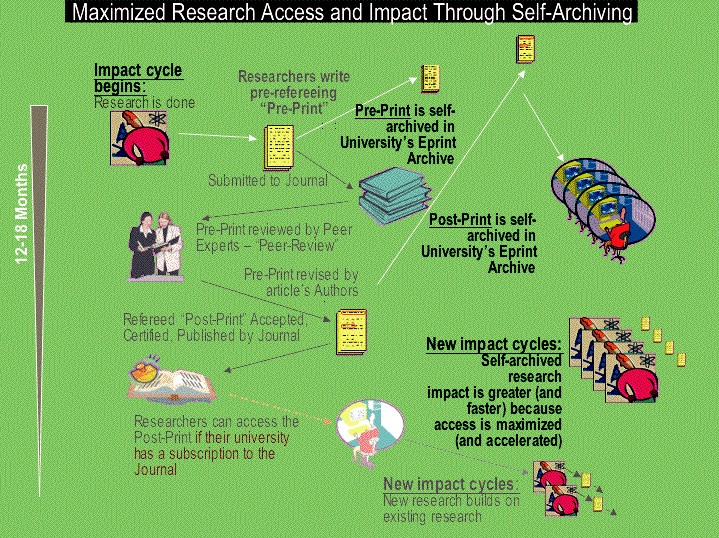 Maximized Research Access and Impact Through Self-Archiving
Impact cycle
begins:
Research is done
Researchers write
pre-refereeing
“Pre-Print”
Pre-Print is self-
archived in
University’s Eprint
Archive
Submitted to Journal
12-18 Months
Pre-Print reviewed by Peer
Experts – “Peer-Review”
Post-Print is self-
archived in
University’s Eprint
Archive
Pre-Print revised by
article’s Authors
Refereed “Post-Print” Accepted,
Certified, Published by Journal
New impact cycles:
Self-archived
research
impact is greater (and
faster) because
access is maximized
(and accelerated)
Researchers can access the
Post-Print if their university
has a subscription to the
Journal
New impact cycles:
New research builds on
existing research